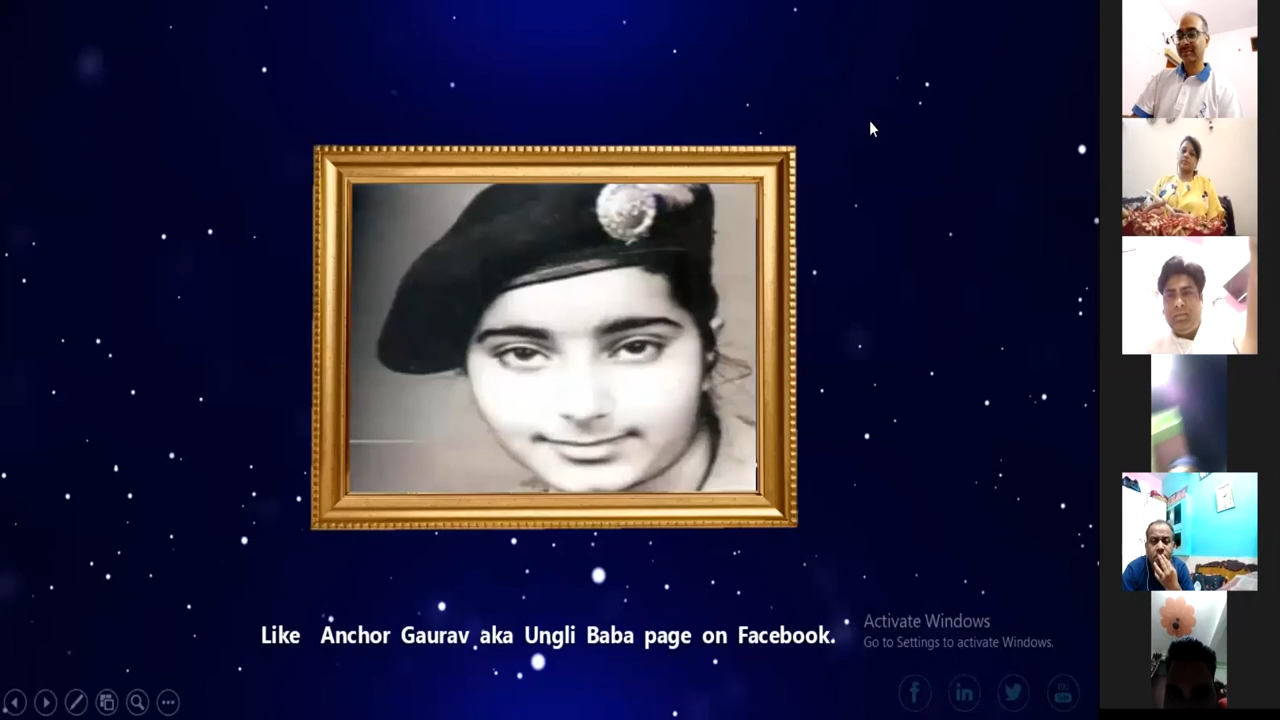 Like Anchor Gaurav aka Ungli Baba page on Facebook.
Activate Windows
Go to Settings to activate Windows.